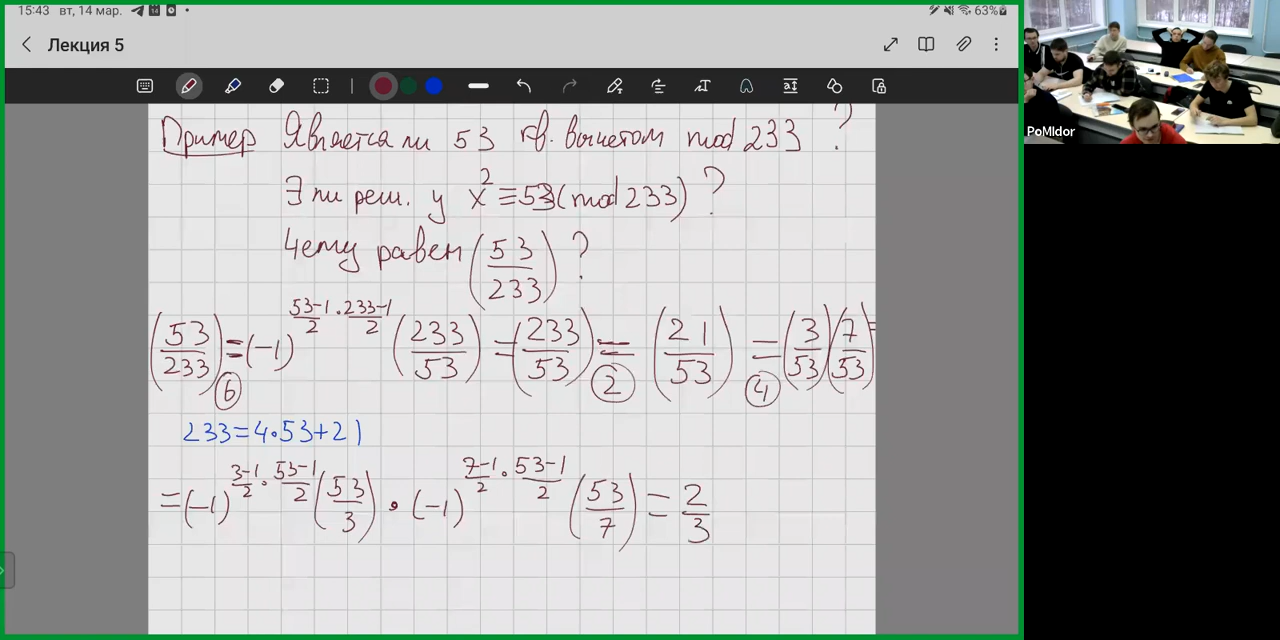 15:43 вт, 14 мар. 63%
Лекция 5
PoMIdor
Пример Является ли 53 кв. вычетом mod 233 ?
∃ ли реш. у x² ≡ 53 (mod 233) ?
Чему равен (53/233) ?
(53/233) =⑥ (−1)^((53−1)/2 · (233−1)/2) (233/53) = (233/53) =② (21/53) =④ (3/53)(7/53) =
233=4·53+21
= (−1)^((3−1)/2 · (53−1)/2) (53/3) · (−1)^((7−1)/2 · (53−1)/2) (53/7) = 2/3